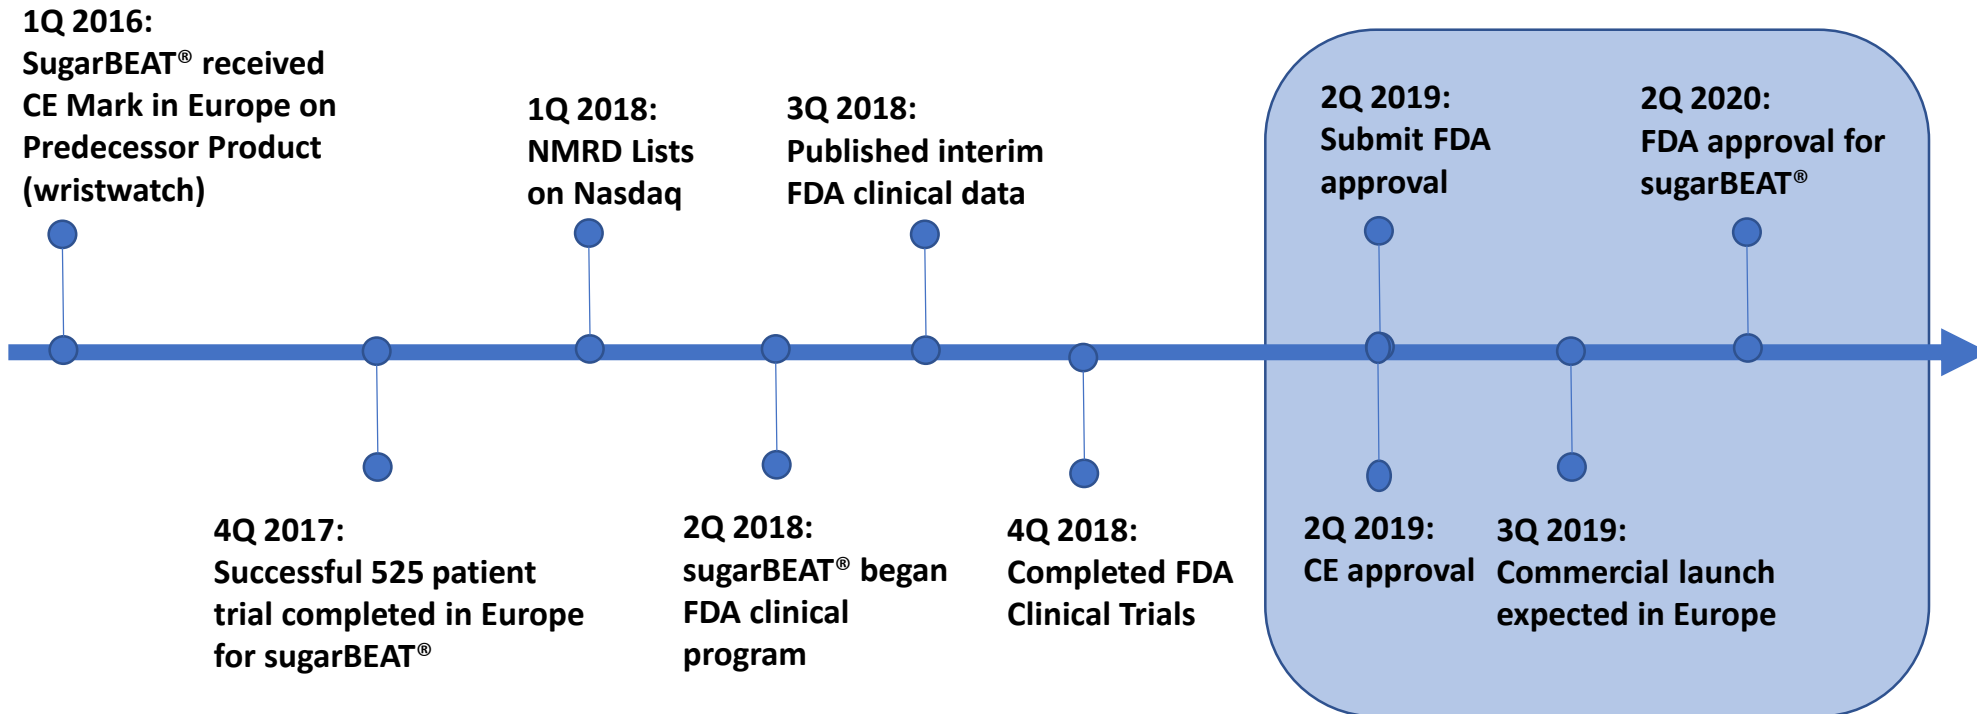 1Q 2016:
SugarBEAT® received
CE Mark in Europe on
Predecessor Product
(wristwatch)
4Q 2017:
Successful 525 patient
trial completed in Europe
for sugarBEAT®
1Q 2018:
NMRD Lists
on Nasdaq
2Q 2018:
sugarBEAT® began
FDA clinical
program
3Q 2018:
Published interim
FDA clinical data
4Q 2018:
Completed FDA
Clinical Trials
2Q 2019:
Submit FDA
approval
2Q 2019:
CE approval
3Q 2019:
Commercial launch
expected in Europe
2Q 2020:
FDA approval for
sugarBEAT®